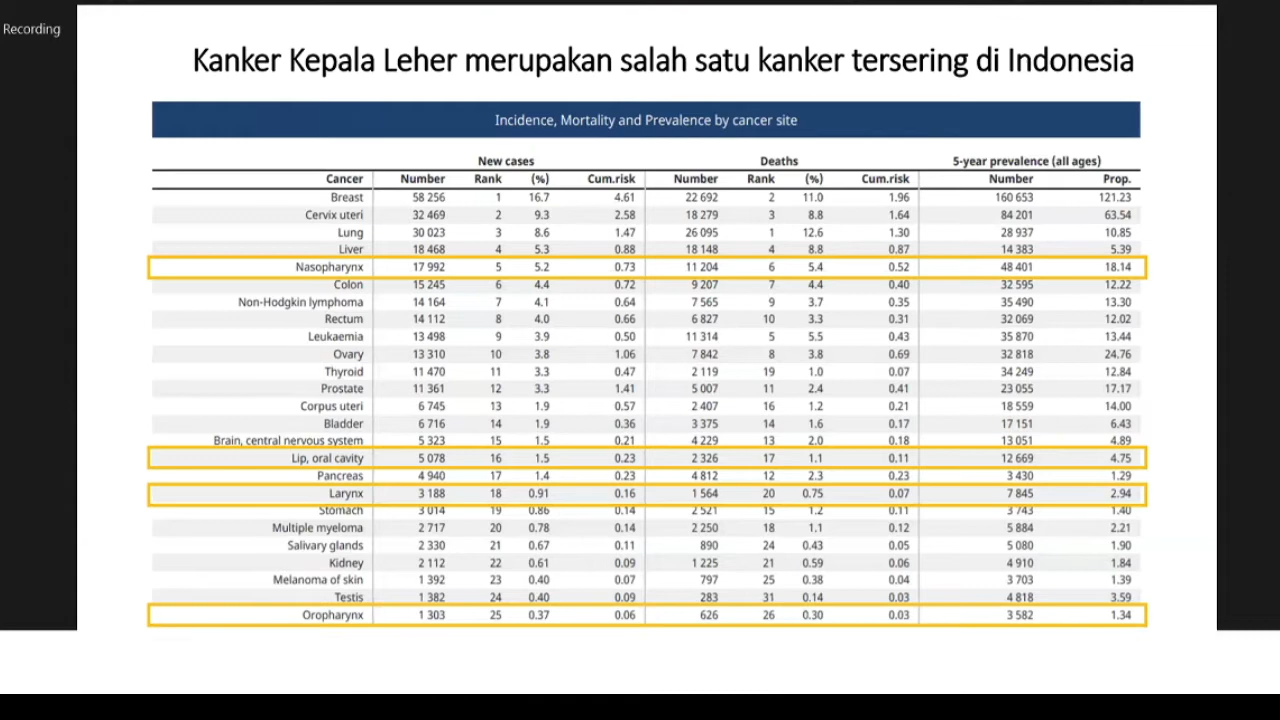 Recording
Kanker Kepala Leher merupakan salah satu kanker tersering di Indonesia
Incidence, Mortality and Prevalence by cancer site
New cases Deaths 5-year prevalence (all ages)
Cancer Number Rank (%) Cum.risk Number Rank (%) Cum.risk Number Prop.
Breast 58 256 1 16.7 4.61 22 692 2 11.0 1.96 160 653 121.23
Cervix uteri 32 469 2 9.3 2.58 18 279 3 8.8 1.64 84 201 63.54
Lung 30 023 3 8.6 1.47 26 095 1 12.6 1.30 28 937 10.85
Liver 18 468 4 5.3 0.88 18 148 4 8.8 0.87 14 383 5.39
Nasopharynx 17 992 5 5.2 0.73 11 204 6 5.4 0.52 48 401 18.14
Colon 15 245 6 4.4 0.72 9 207 7 4.4 0.40 32 595 12.22
Non-Hodgkin lymphoma 14 164 7 4.1 0.64 7 565 9 3.7 0.35 35 490 13.30
Rectum 14 112 8 4.0 0.66 6 827 10 3.3 0.31 32 069 12.02
Leukaemia 13 498 9 3.9 0.50 11 314 5 5.5 0.43 35 870 13.44
Ovary 13 310 10 3.8 1.06 7 842 8 3.8 0.69 32 818 24.76
Thyroid 11 470 11 3.3 0.47 2 119 19 1.0 0.07 34 249 12.84
Prostate 11 361 12 3.3 1.41 5 007 11 2.4 0.41 23 055 17.17
Corpus uteri 6 745 13 1.9 0.57 2 407 16 1.2 0.21 18 559 14.00
Bladder 6 716 14 1.9 0.36 3 375 14 1.6 0.17 17 151 6.43
Brain, central nervous system 5 323 15 1.5 0.21 4 229 13 2.0 0.18 13 051 4.89
Lip, oral cavity 5 078 16 1.5 0.23 2 326 17 1.1 0.11 12 669 4.75
Pancreas 4 940 17 1.4 0.23 4 812 12 2.3 0.23 3 430 1.29
Larynx 3 188 18 0.91 0.16 1 564 20 0.75 0.07 7 845 2.94
Stomach 3 014 19 0.86 0.14 2 521 15 1.2 0.11 3 743 1.40
Multiple myeloma 2 717 20 0.78 0.14 2 250 18 1.1 0.12 5 884 2.21
Salivary glands 2 330 21 0.67 0.11 890 24 0.43 0.05 5 080 1.90
Kidney 2 112 22 0.61 0.09 1 225 21 0.59 0.06 4 910 1.84
Melanoma of skin 1 392 23 0.40 0.07 797 25 0.38 0.04 3 703 1.39
Testis 1 382 24 0.40 0.09 283 31 0.14 0.03 4 818 3.59
Oropharynx 1 303 25 0.37 0.06 626 26 0.30 0.03 3 582 1.34